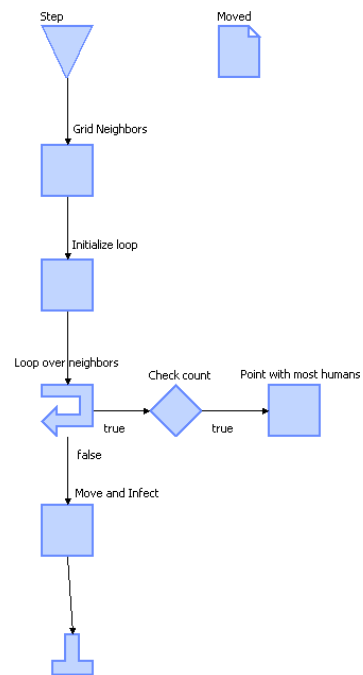 Step
Moved
Grid Neighbors
Initialize loop
Loop over neighbors
Check count
Point with most humans
true
true
false
Move and Infect